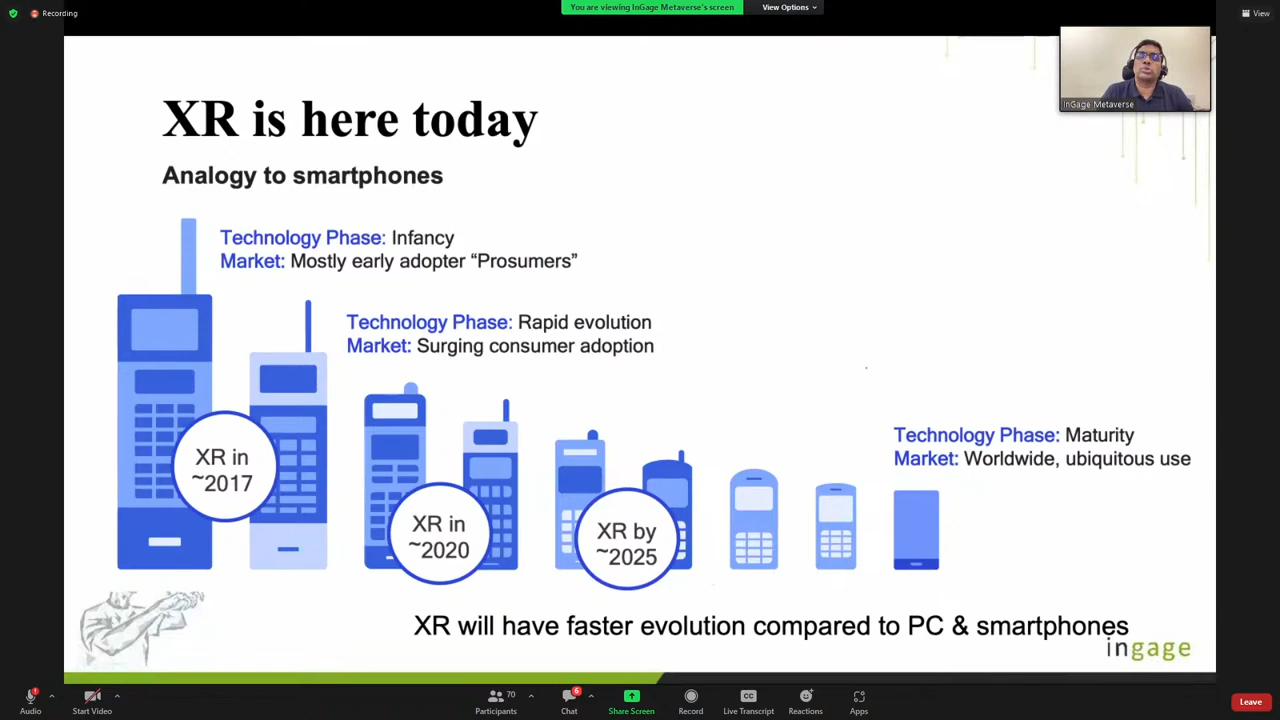 Recording
You are viewing InGage Metaverse's screen
View Options
View
InGage Metaverse
XR is here today
Analogy to smartphones
Technology Phase: Infancy
Market: Mostly early adopter “Prosumers”
Technology Phase: Rapid evolution
Market: Surging consumer adoption
Technology Phase: Maturity
Market: Worldwide, ubiquitous use
XR in
~2017
XR in
~2020
XR by
~2025
XR will have faster evolution compared to PC & smartphones
ingage
Audio
Start Video
Participants
70
Chat
6
Share Screen
Record
CC
Live Transcript
Reactions
Apps
Leave